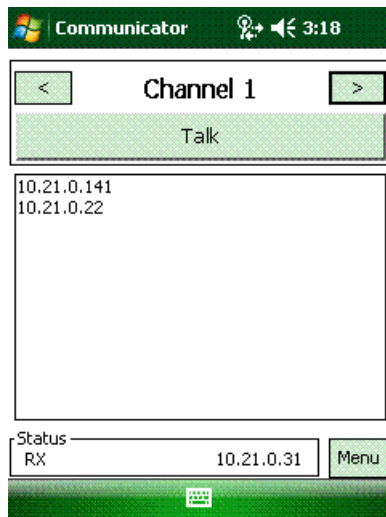 Communicator 3:18
< Channel 1 >
Talk
10.21.0.141
10.21.0.22
Status
RX 10.21.0.31 Menu